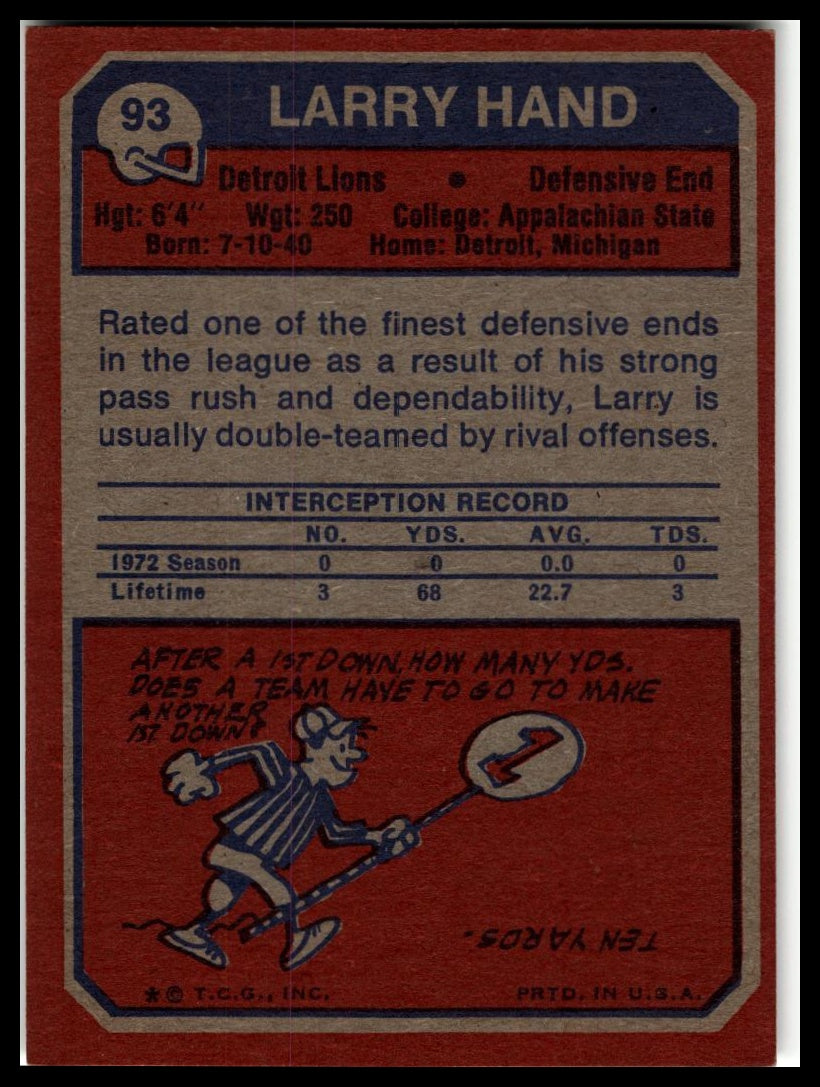 93
LARRY HAND
Detroit Lions • Defensive End
Hgt: 6'4" Wgt: 250 College: Appalachian State
Born: 7-10-40 Home: Detroit, Michigan
Rated one of the finest defensive ends
in the league as a result of his strong
pass rush and dependability, Larry is
usually double-teamed by rival offenses.
INTERCEPTION RECORD
NO. YDS. AVG. TDS.
1972 Season 0 0 0.0 0
Lifetime 3 68 22.7 3
AFTER A 1ST DOWN, HOW MANY YDS.
DOES A TEAM HAVE TO GO TO MAKE
ANOTHER
1ST DOWN?
1
TEN YARDS.
* © T.C.G., INC. PRTD. IN U.S.A.